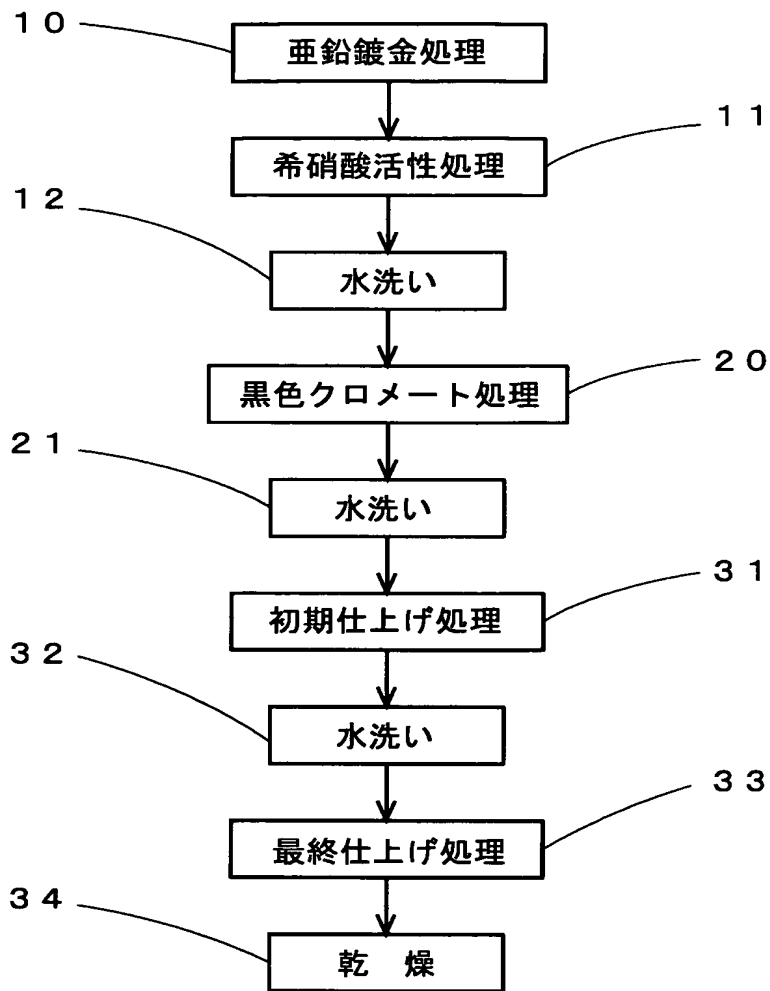 １０
亜鉛鍍金処理
１１
希硝酸活性処理
１２
水洗い
２０
黒色クロメート処理
２１
水洗い
３１
初期仕上げ処理
３２
水洗い
３３
最終仕上げ処理
３４
乾　燥